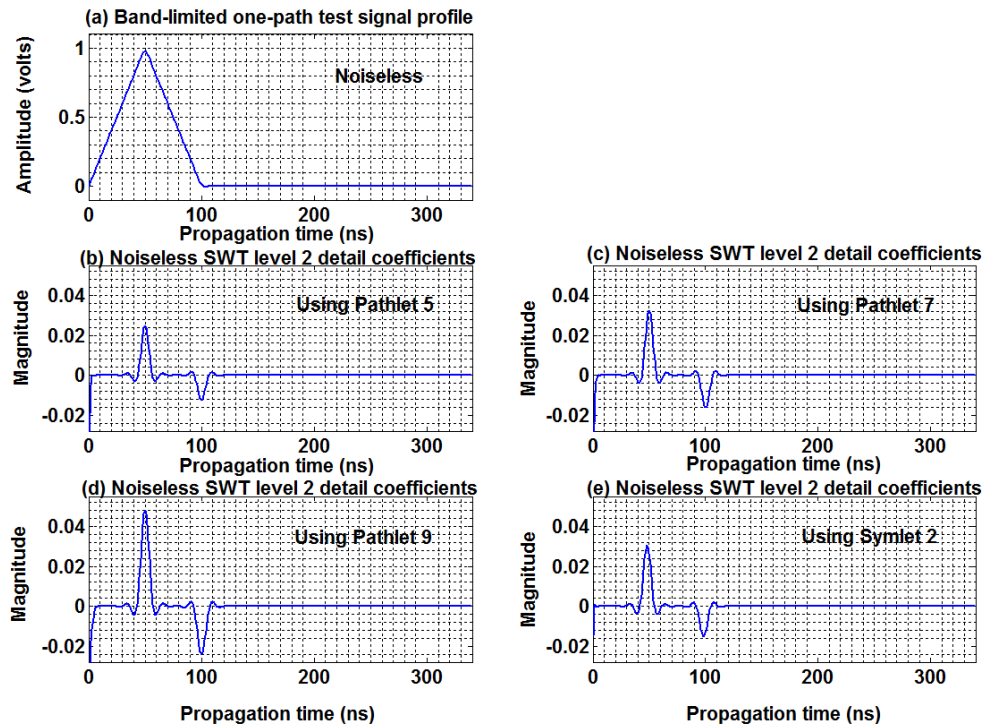 (a) Band-limited one-path test signal profile
Amplitude (volts)
1
0.5
0
Noiseless
0 100 200 300
Propagation time (ns)
(b) Noiseless SWT level 2 detail coefficients
Magnitude
0.04
0.02
0
-0.02
Using Pathlet 5
0 100 200 300
Propagation time (ns)
(c) Noiseless SWT level 2 detail coefficients
Magnitude
0.04
0.02
0
-0.02
Using Pathlet 7
0 100 200 300
Propagation time (ns)
(d) Noiseless SWT level 2 detail coefficients
Magnitude
0.04
0.02
0
-0.02
Using Pathlet 9
0 100 200 300
Propagation time (ns)
(e) Noiseless SWT level 2 detail coefficients
Magnitude
0.04
0.02
0
-0.02
Using Symlet 2
0 100 200 300
Propagation time (ns)